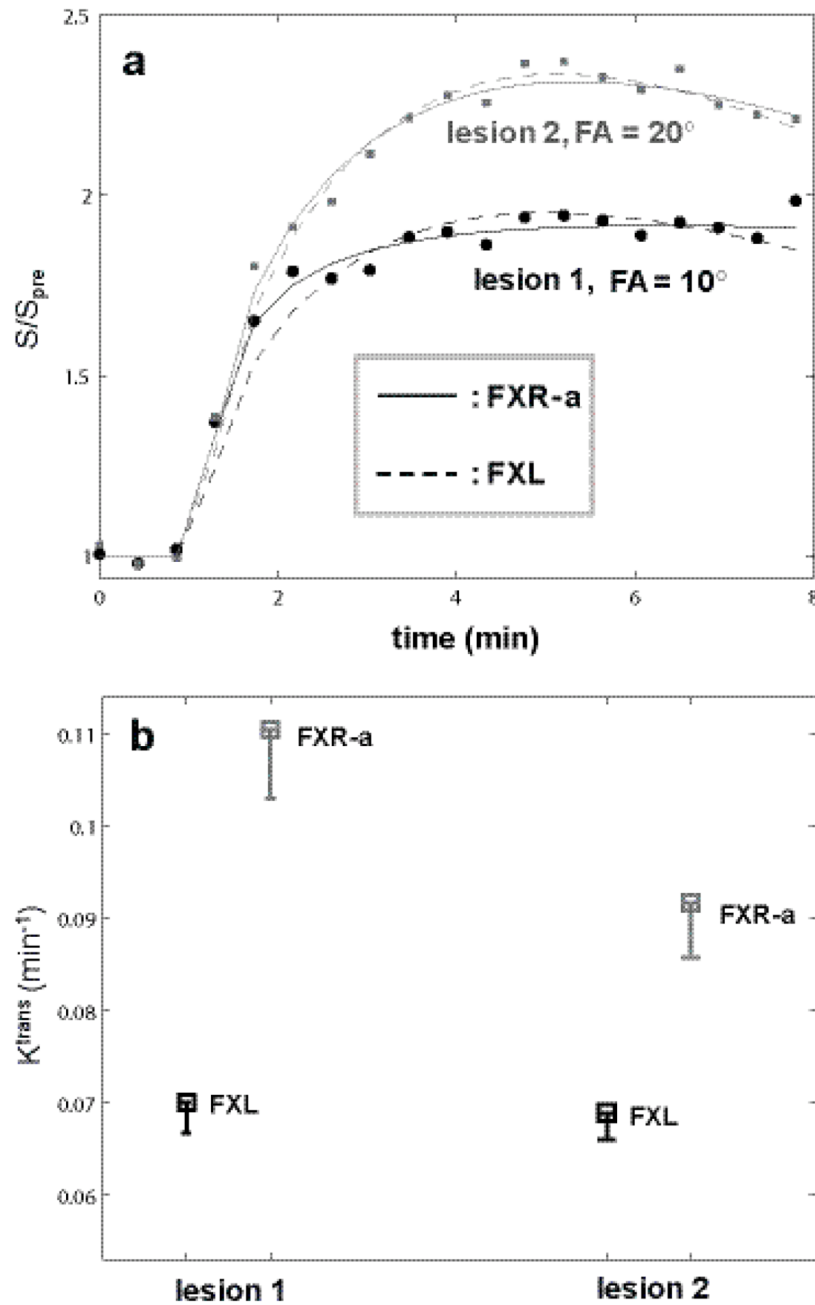 2.5
a
lesion 2, FA = 20°
2
lesion 1, FA = 10°
S/Spre
1.5
: FXR-a
: FXL
1
0 2 4 6 8
time (min)
b
0.11
FXR-a
0.1
0.09
FXR-a
0.08
Ktrans (min-1)
0.07
FXL
FXL
0.06
lesion 1 lesion 2